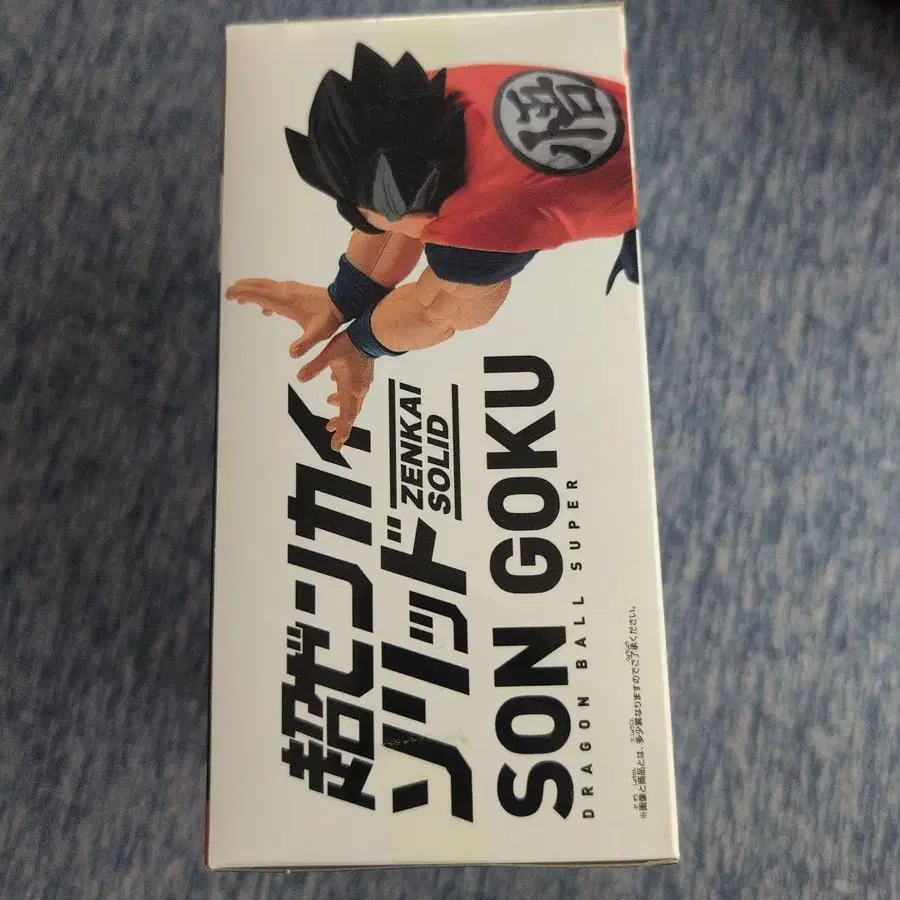 悟
超ゼンカイ
ソリッド
ZENKAI
SOLID
SON GOKU
DRAGON BALL SUPER
※画像と商品とは、多少異なりますのでご了承ください。